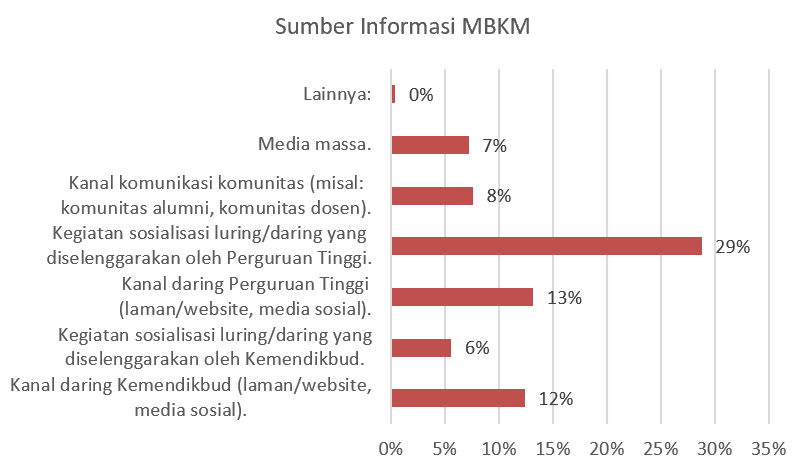 Sumber Informasi MBKM
Lainnya:
0%
Media massa.
7%
Kanal komunikasi komunitas (misal:
komunitas alumni, komunitas dosen).
8%
Kegiatan sosialisasi luring/daring yang
diselenggarakan oleh Perguruan Tinggi.
29%
Kanal daring Perguruan Tinggi
(laman/website, media sosial).
13%
Kegiatan sosialisasi luring/daring yang
diselenggarakan oleh Kemendikbud.
6%
Kanal daring Kemendikbud (laman/website,
media sosial).
12%
0% 5% 10% 15% 20% 25% 30% 35%